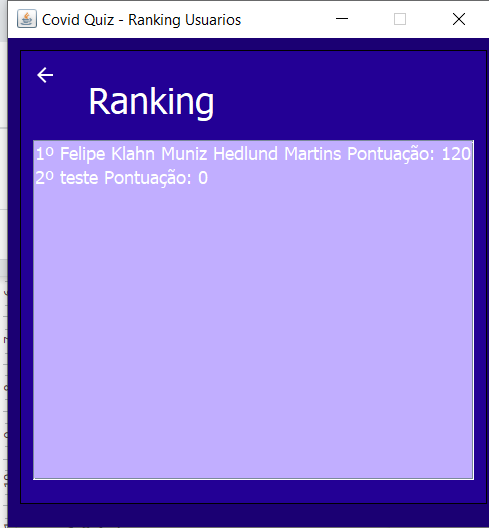 Covid Quiz - Ranking Usuarios
Ranking
1º Felipe Klahn Muniz Hedlund Martins Pontuação: 120
2º teste Pontuação: 0